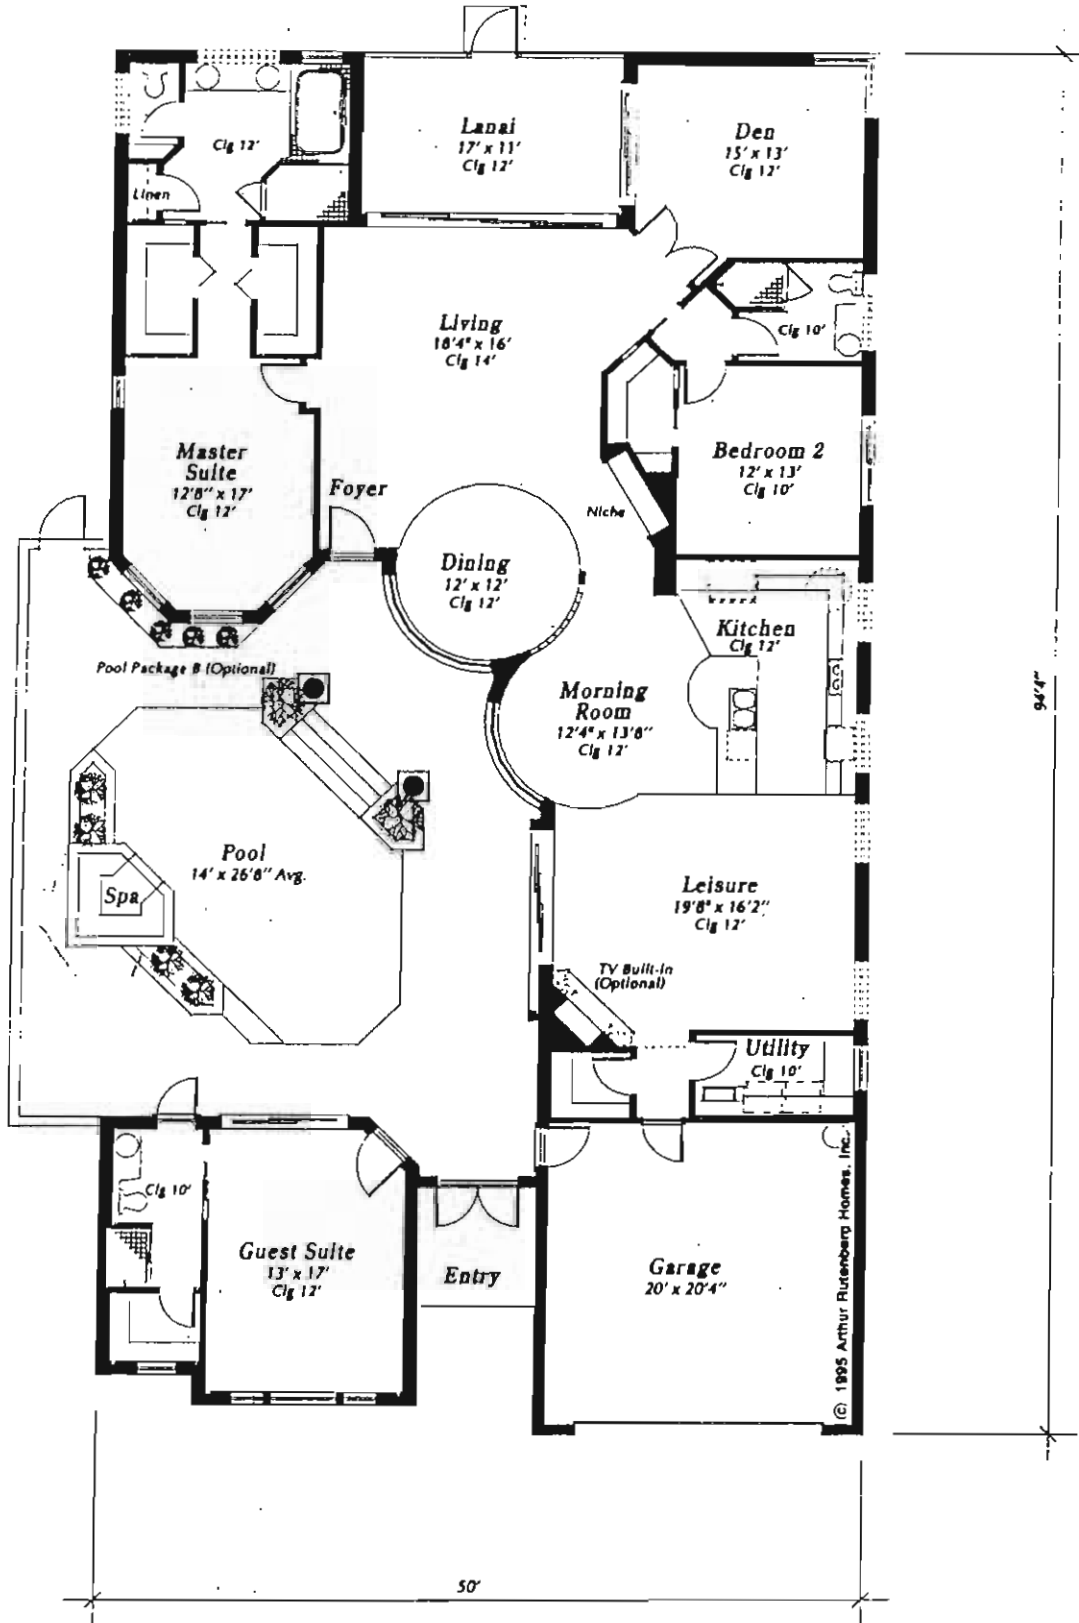 Lanai
17' x 11'
Clg 12'
Den
15' x 13'
Clg 12'
Clg 12'
Linen
Living
18'4" x 16'
Clg 14'
Clg 10'
Master
Suite
12'8" x 17'
Clg 12'
Foyer
Bedroom 2
12' x 13'
Clg 10'
Niche
Dining
12' x 12'
Clg 12'
Kitchen
Clg 12'
Pool Package B (Optional)
Morning
Room
12'4" x 13'8"
Clg 12'
94'4"
Pool
14' x 26'8" Avg.
Spa
Leisure
19'8" x 16'2"
Clg 12'
TV Built-in
(Optional)
Utility
Clg 10'
Clg 10'
Guest Suite
13' x 17'
Clg 12'
Entry
Garage
20' x 20'4"
(c) 1995 Arthur Rutenberg Homes, Inc.
50'